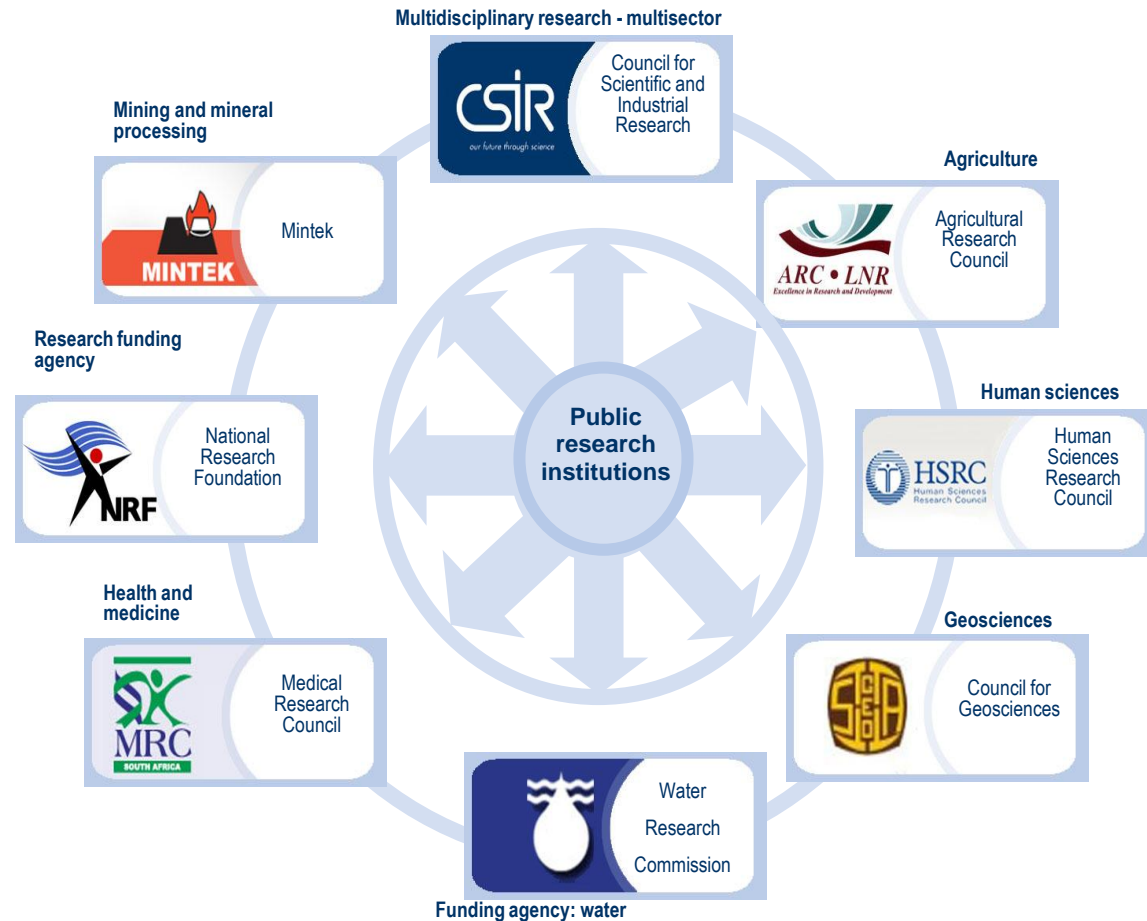 Multidisciplinary research - multisector
CSIR
our future through science
Council for
Scientific and
Industrial
Research
Agriculture
ARC • LNR
Excellence in Research and Development
Agricultural
Research
Council
Human sciences
HSRC
Human Sciences
Research Council
Human
Sciences
Research
Council
Geosciences
Council for
Geosciences
Water
Research
Commission
Funding agency: water
Health and
medicine
MRC
SOUTH AFRICA
Medical
Research
Council
Research funding
agency
NRF
National
Research
Foundation
Mining and mineral
processing
MINTEK
Mintek
Public
research
institutions